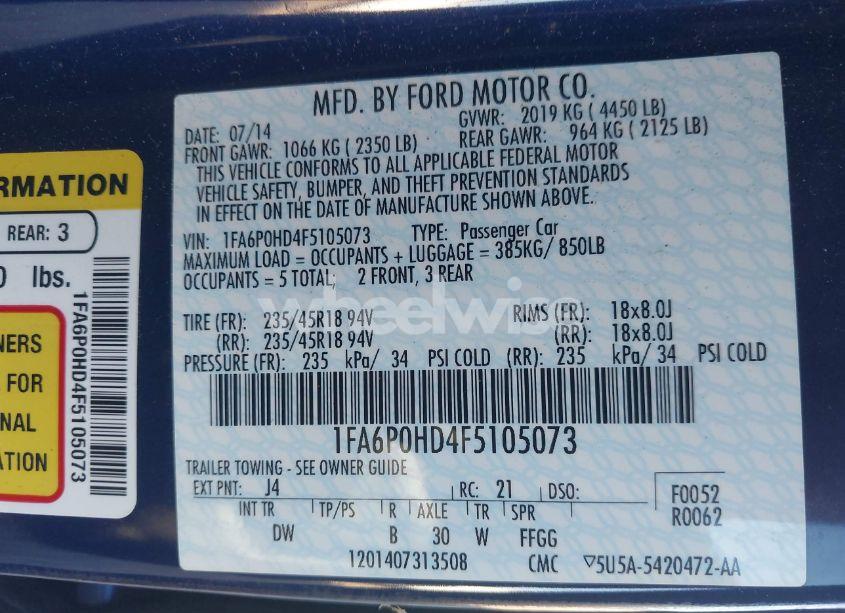 RMATION
REAR: 3
0 lbs.
NERS
FOR
NAL
ATION
1FA6P0HD4F5105073
MFD. BY FORD MOTOR CO.
DATE: 07/14 GVWR: 2019 KG ( 4450 LB)
FRONT GAWR: 1066 KG ( 2350 LB) REAR GAWR: 964 KG ( 2125 LB)
THIS VEHICLE CONFORMS TO ALL APPLICABLE FEDERAL MOTOR
VEHICLE SAFETY, BUMPER, AND THEFT PREVENTION STANDARDS
IN EFFECT ON THE DATE OF MANUFACTURE SHOWN ABOVE.
VIN: 1FA6P0HD4F5105073 TYPE: Passenger Car
MAXIMUM LOAD = OCCUPANTS + LUGGAGE = 385KG/ 850LB
OCCUPANTS = 5 TOTAL; 2 FRONT, 3 REAR
wheelwise
TIRE (FR): 235/45R18 94V RIMS (FR): 18x8.0J
(RR): 235/45R18 94V (RR): 18x8.0J
PRESSURE (FR): 235 kPa/ 34 PSI COLD (RR): 235 kPa/ 34 PSI COLD
1FA6P0HD4F5105073
TRAILER TOWING - SEE OWNER GUIDE
EXT PNT: J4 RC: 21 DSO: F0052
INT TR TP/PS R AXLE TR SPR R0062
DW B 30 W FFGG
1201407313508 CMC ▽5U5A-5420472-AA